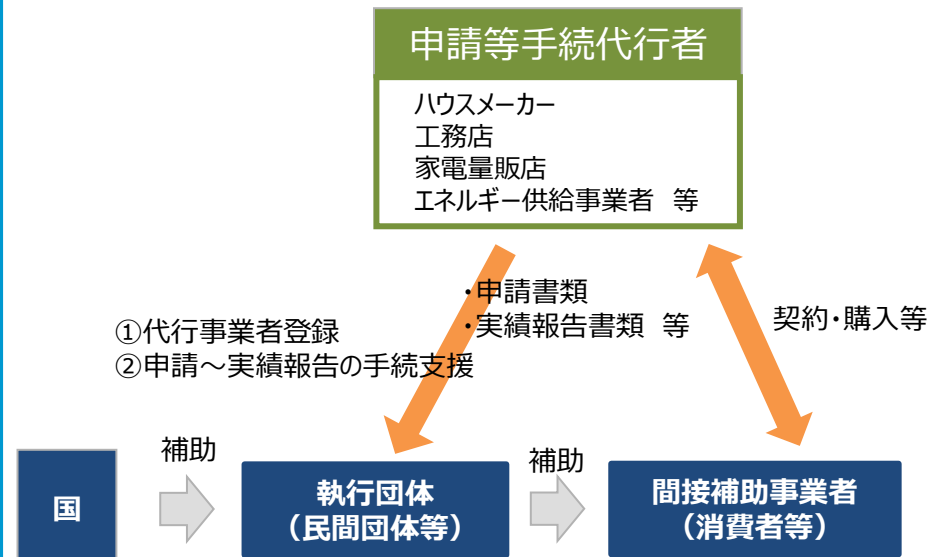 申請等手続代行者
ハウスメーカー
工務店
家電量販店
エネルギー供給事業者 等
・申請書類
・実績報告書類 等
契約・購入等
①代行事業者登録
②申請～実績報告の手続支援
国
補助
執行団体
（民間団体等）
補助
間接補助事業者
（消費者等）